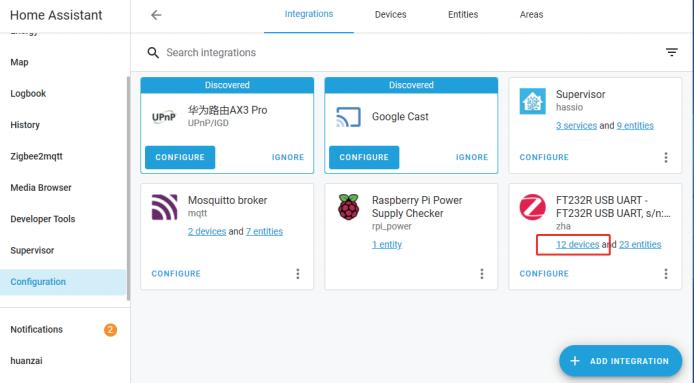 Home Assistant
Integrations
Devices
Entities
Areas
Energy
Search integrations
Map
Logbook
History
Zigbee2mqtt
Media Browser
Developer Tools
Supervisor
Configuration
Notifications
2
huanzai
Discovered
UPnP
华为路由AX3 Pro
UPnP/IGD
CONFIGURE
IGNORE
Discovered
Google Cast
CONFIGURE
IGNORE
Supervisor
hassio
3 services and 9 entities
CONFIGURE
Mosquitto broker
mqtt
2 devices and 7 entities
CONFIGURE
Raspberry Pi Power
Supply Checker
rpi_power
1 entity
FT232R USB UART -
FT232R USB UART, s/n:...
zha
12 devices and 23 entities
CONFIGURE
ADD INTEGRATION